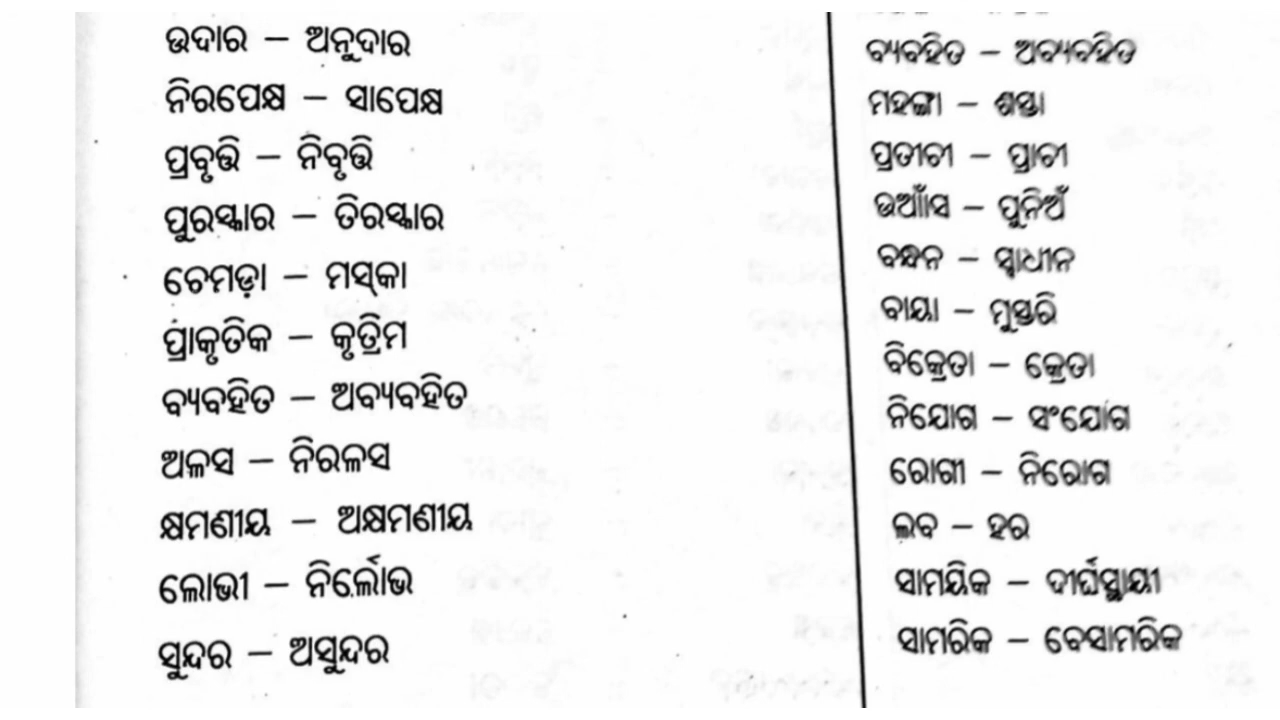 ଉଦାର – ଅନୁଦାର
ନିରପେକ୍ଷ – ସାପେକ୍ଷ
ପ୍ରବୃତ୍ତି – ନିବୃତ୍ତି
ପୁରସ୍କାର – ତିରସ୍କାର
ଚେମଡ଼ା – ମସ୍‌କା
ପ୍ରାକୃତିକ – କୃତ୍ରିମ
ବ୍ୟବହିତ – ଅବ୍ୟବହିତ
ଅଳସ – ନିରଳସ
କ୍ଷମଣୀୟ – ଅକ୍ଷମଣୀୟ
ଲୋଭୀ – ନିର୍ଲୋଭ
ସୁନ୍ଦର – ଅସୁନ୍ଦର
ବ୍ୟବହିତ – ଅବ୍ୟବହିତ
ମହଙ୍ଗୀ – ଶସ୍ତା
ପ୍ରତୀଚୀ – ପ୍ରାଚୀ
ଉଆଁସ – ପୁନିଅଁ
ବନ୍ଧନ – ସ୍ବାଧୀନ
ବାୟା – ମୁସ୍ତରି
ବିକ୍ରେତା – କ୍ରେତା
ନିଯୋଗ – ସଂଯୋଗ
ରୋଗୀ – ନିରୋଗ
ଲବ – ହର
ସାମୟିକ – ଦୀର୍ଘସ୍ଥାୟୀ
ସାମରିକ – ବେସାମରିକ